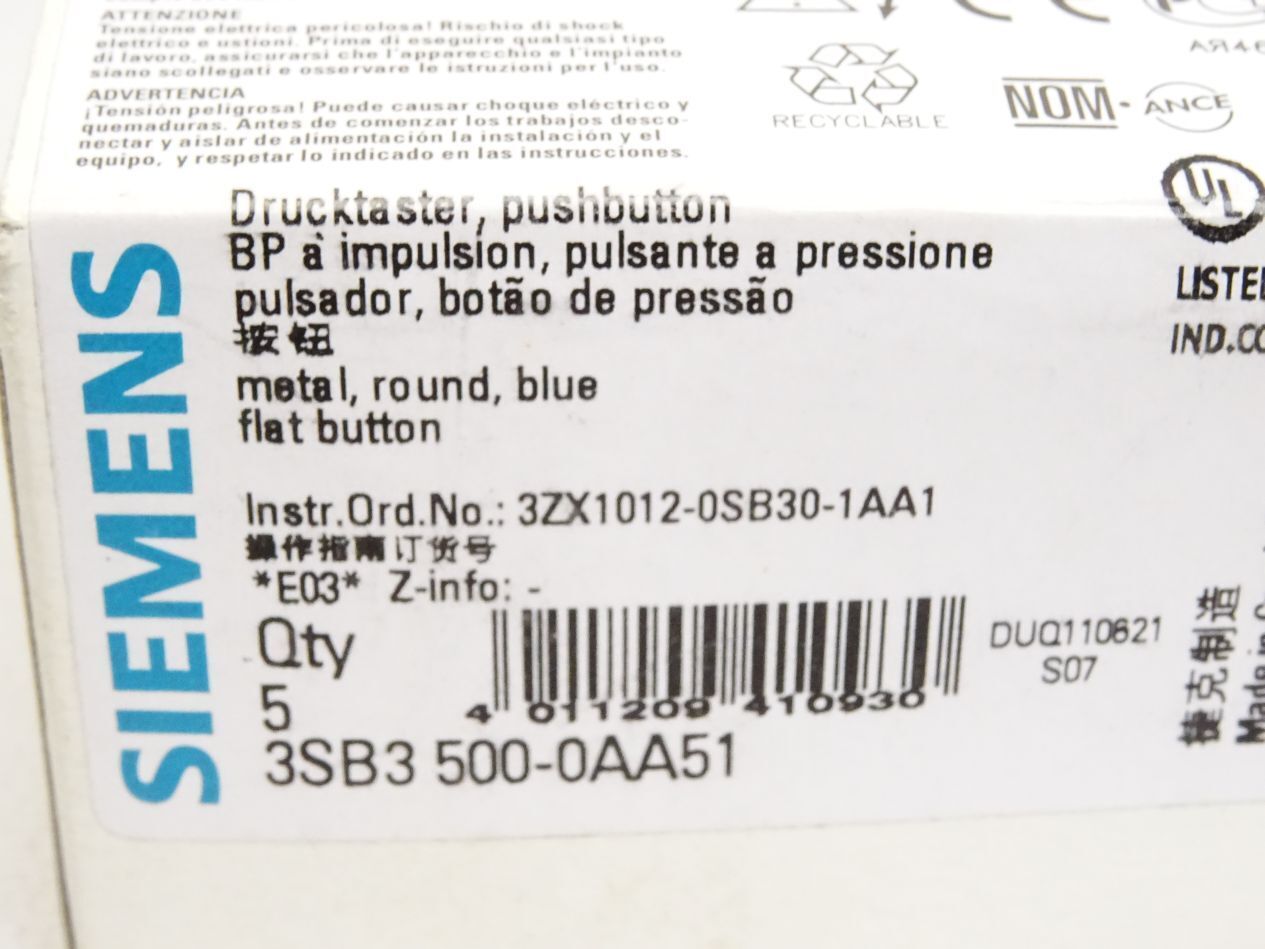 ATTENZIONE
Tensione elettrica pericolosa! Rischio di shock
elettrico e ustioni. Prima di eseguire qualsiasi tipo
di lavoro, assicurarsi che l'apparecchio e l'impianto
siano scollegati e osservare le istruzioni per l'uso.
ADVERTENCIA
¡Tensión peligrosa! Puede causar choque eléctrico y
quemaduras. Antes de comenzar los trabajos desco-
nectar y aislar de alimentación la instalación y el
equipo, y respetar lo indicado en las instrucciones.
RECYCLABLE
NOM-ANCE
UL
LISTED
IND.CO
SIEMENS
Drucktaster, pushbutton
BP à impulsion, pulsante a pressione
pulsador, botão de pressão
按钮
metal, round, blue
flat button
Instr.Ord.No.: 3ZX1012-0SB30-1AA1
操作指南订货号
*E03* Z-info: -
Qty
5
4 011209 410930
DUQ110621
S07
3SB3 500-0AA51
捷克制造
Made in